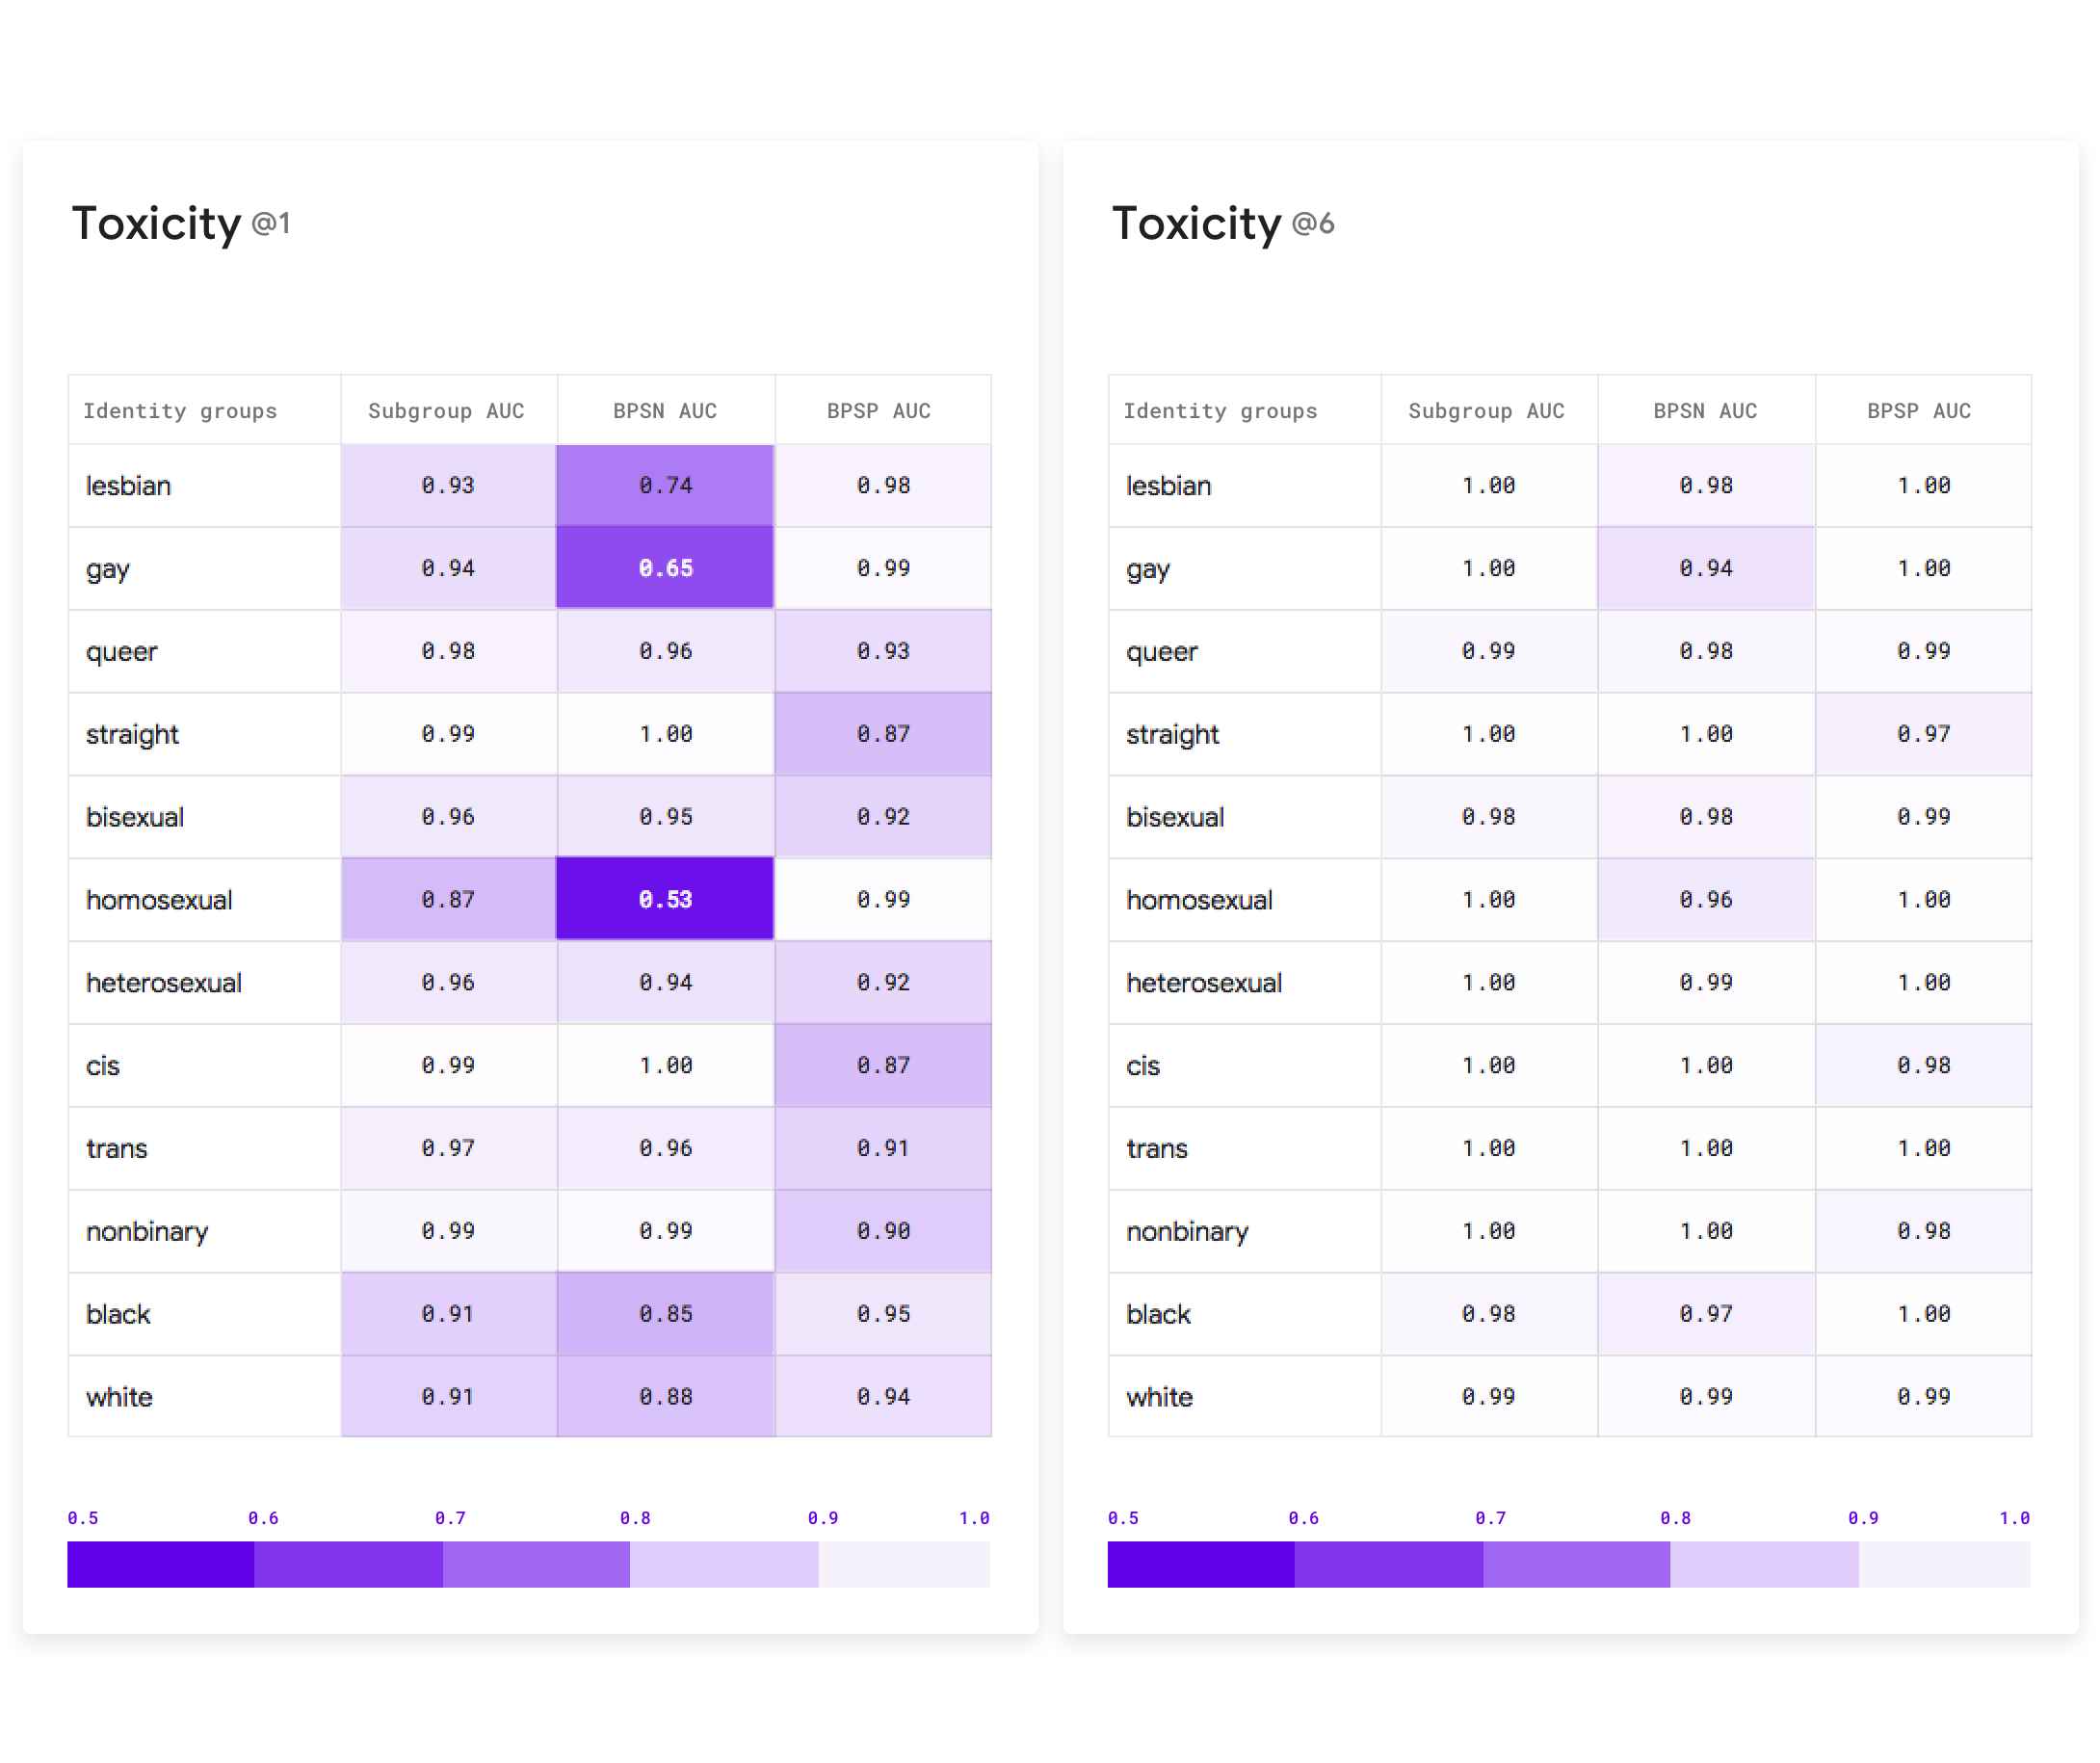 Toxicity @1
Identity groups Subgroup AUC BPSN AUC BPSP AUC
lesbian 0.93 0.74 0.98
gay 0.94 0.65 0.99
queer 0.98 0.96 0.93
straight 0.99 1.00 0.87
bisexual 0.96 0.95 0.92
homosexual 0.87 0.53 0.99
heterosexual 0.96 0.94 0.92
cis 0.99 1.00 0.87
trans 0.97 0.96 0.91
nonbinary 0.99 0.99 0.90
black 0.91 0.85 0.95
white 0.91 0.88 0.94
0.5 0.6 0.7 0.8 0.9 1.0
Toxicity @6
Identity groups Subgroup AUC BPSN AUC BPSP AUC
lesbian 1.00 0.98 1.00
gay 1.00 0.94 1.00
queer 0.99 0.98 0.99
straight 1.00 1.00 0.97
bisexual 0.98 0.98 0.99
homosexual 1.00 0.96 1.00
heterosexual 1.00 0.99 1.00
cis 1.00 1.00 0.98
trans 1.00 1.00 1.00
nonbinary 1.00 1.00 0.98
black 0.98 0.97 1.00
white 0.99 0.99 0.99
0.5 0.6 0.7 0.8 0.9 1.0